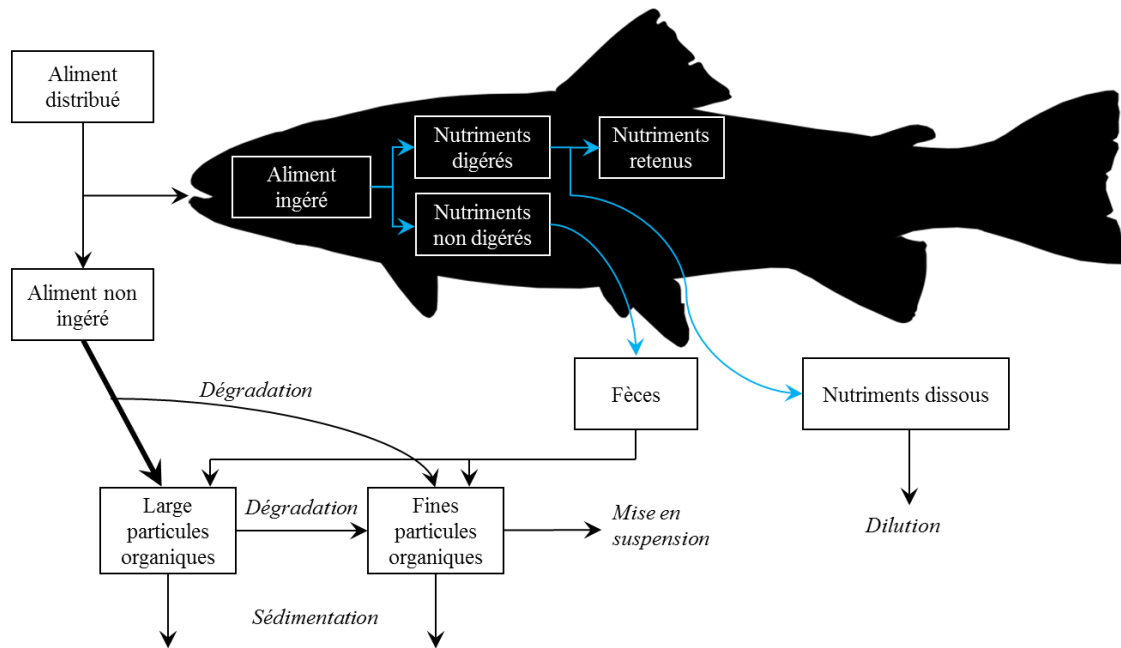 Aliment
distribué
Nutriments
digérés
Nutriments
retenus
Aliment
ingéré
Nutriments
non digérés
Aliment non
ingéré
Dégradation
Fèces
Nutriments dissous
Large
particules
organiques
Dégradation
Fines
particules
organiques
Mise en
suspension
Dilution
Sédimentation